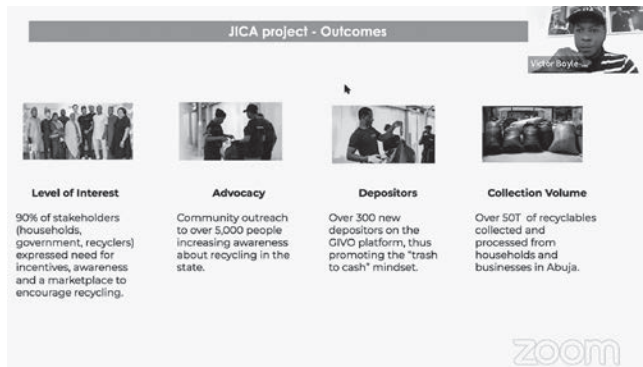 JICA project - Outcomes
Victor Boyle
Level of Interest
90% of stakeholders
(households,
government, recyclers)
expressed need for
incentives, awareness
and a marketplace to
encourage recycling.
Advocacy
Community outreach
to over 5,000 people
increasing awareness
about recycling in the
state.
Depositors
Over 300 new
depositors on the
GIVO platform, thus
promoting the "trash
to cash" mindset.
Collection Volume
Over 50T of recyclables
collected and
processed from
households and
businesses in Abuja.
zoom